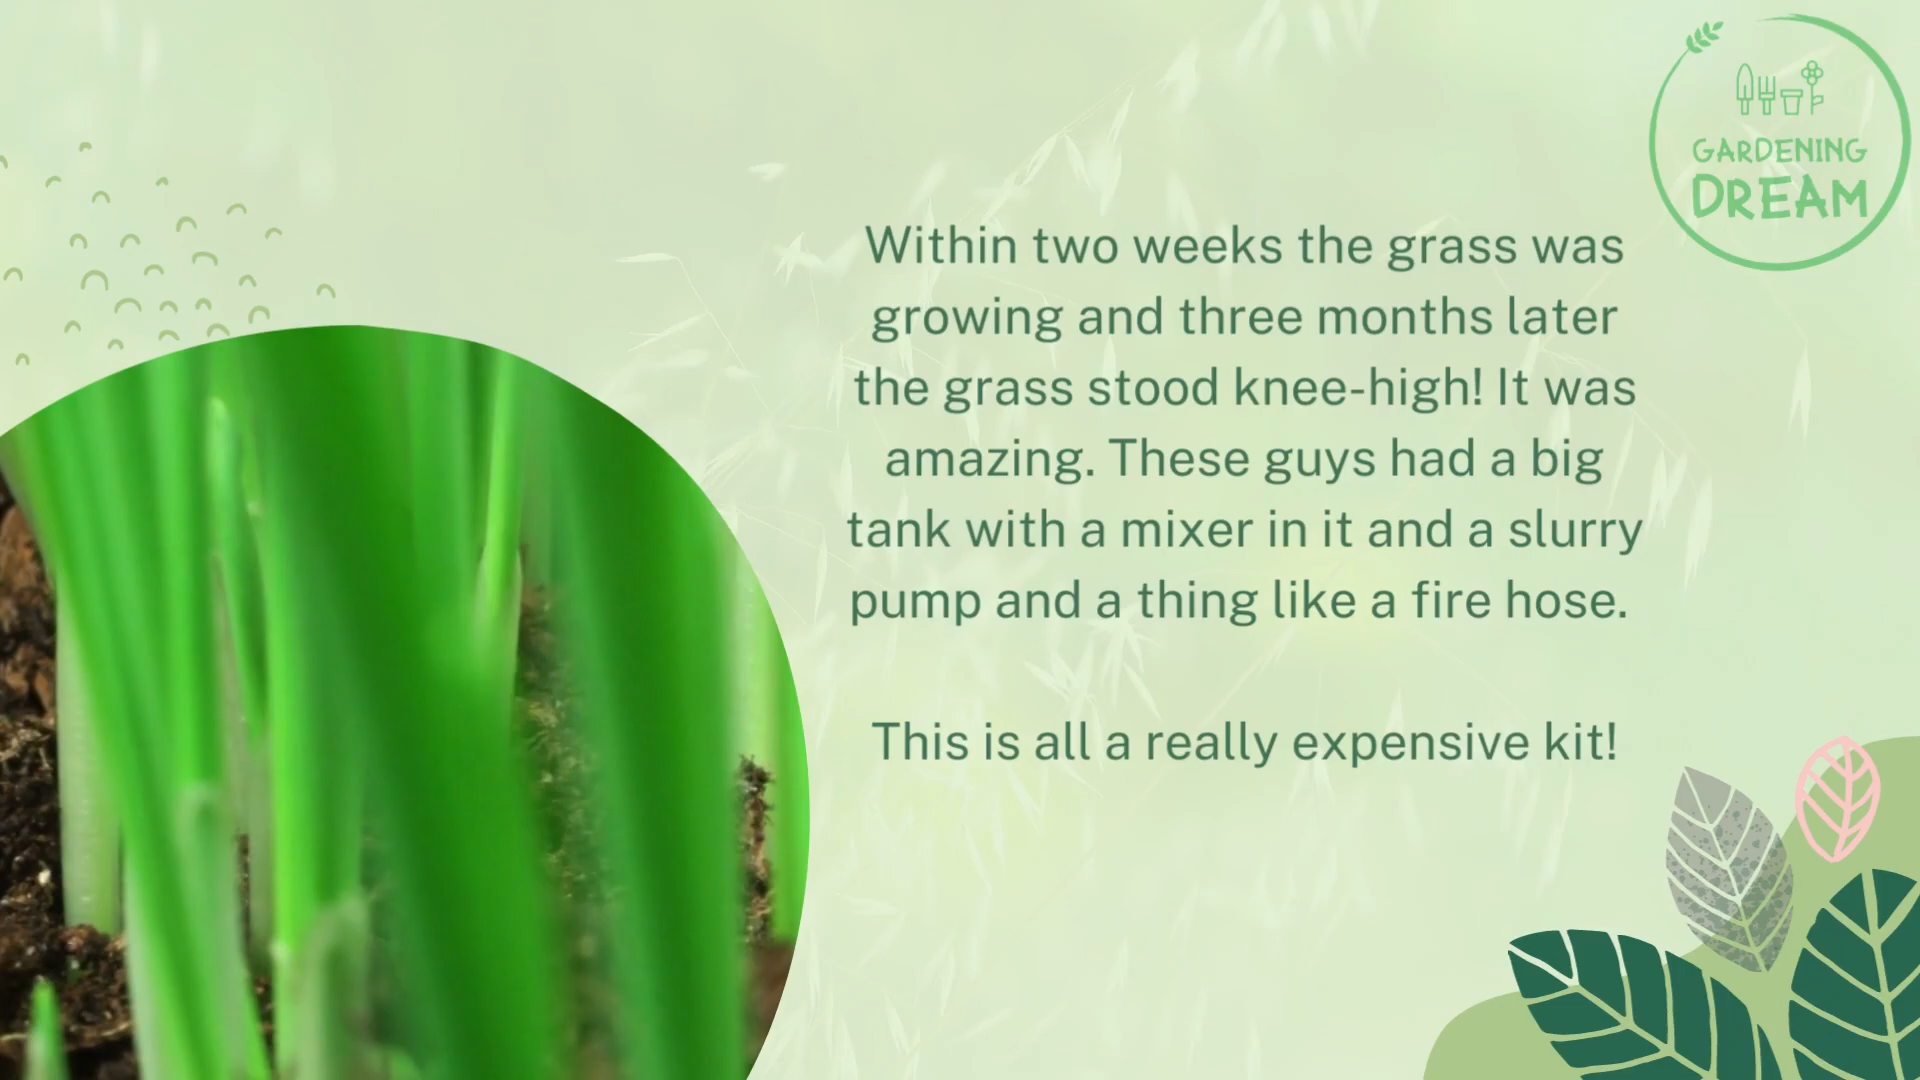 GARDENING
DREAM
Within two weeks the grass was
growing and three months later
the grass stood knee-high! It was
amazing. These guys had a big
tank with a mixer in it and a slurry
pump and a thing like a fire hose.
This is all a really expensive kit!